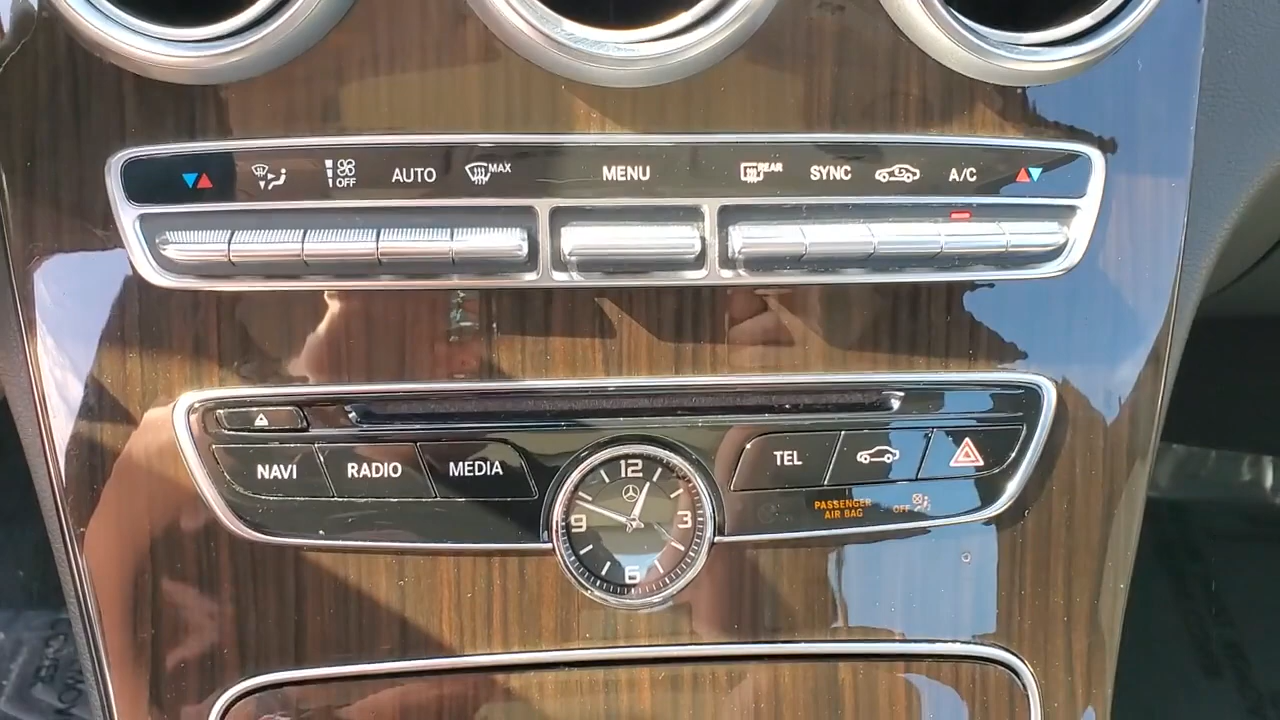 OFF AUTO MAX MENU REAR SYNC A/C
NAVI RADIO MEDIA TEL
PASSENGER
AIR BAG OFF
12
9 3
6